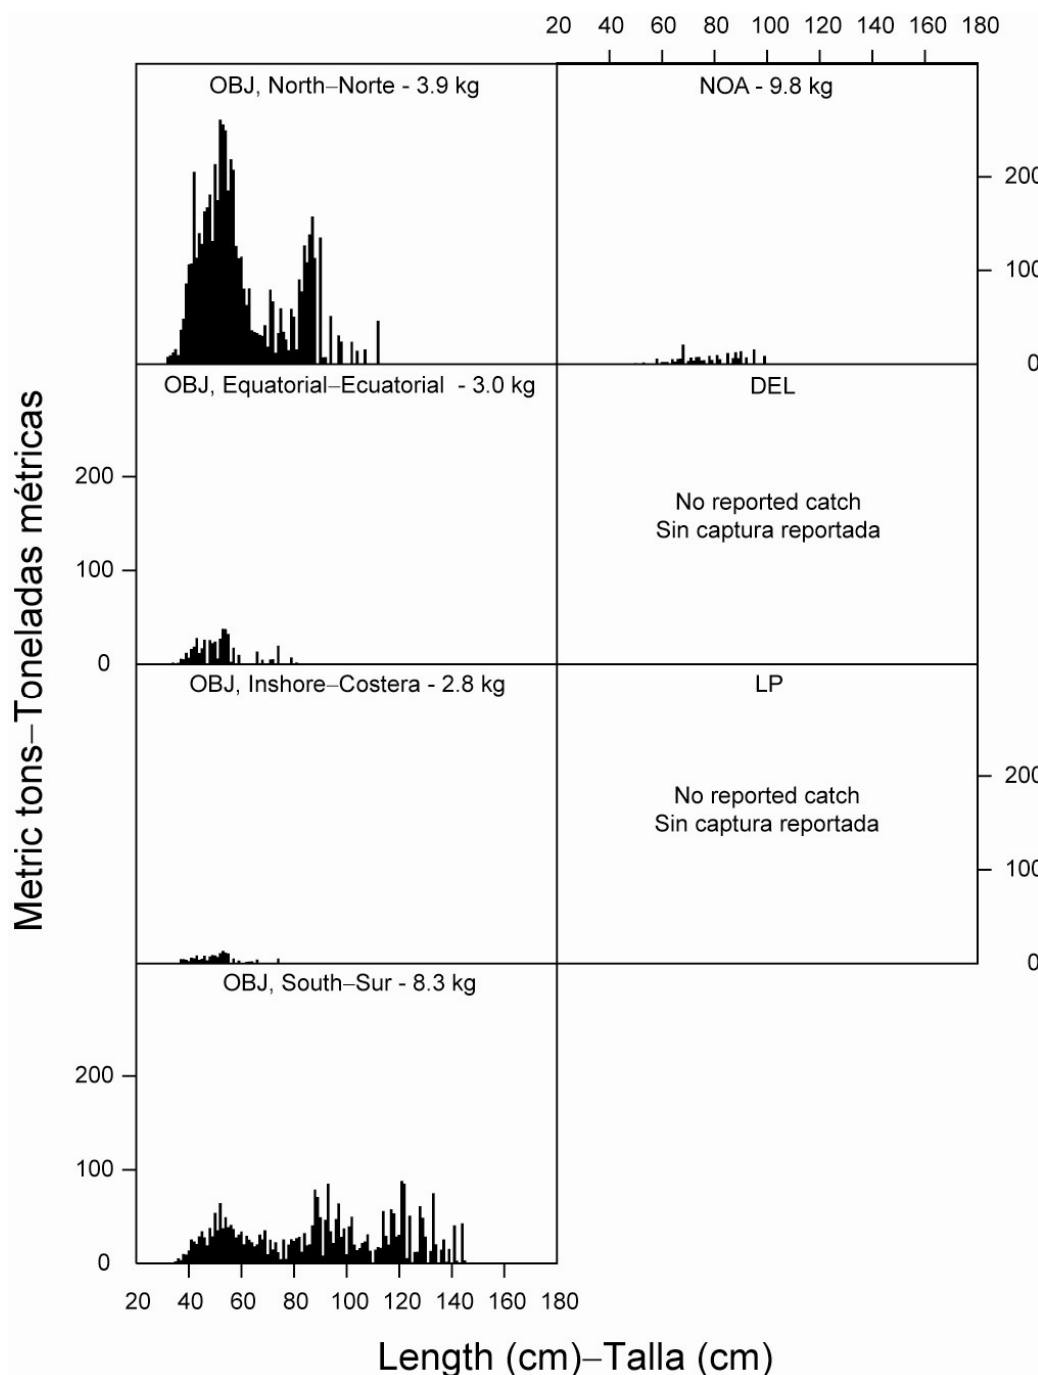 20 40 60 80 100 120 140 160 180
OBJ, North–Norte - 3.9 kg
NOA - 9.8 kg
200
100
0
OBJ, Equatorial–Ecuatorial - 3.0 kg
DEL
200
100
0
No reported catch
Sin captura reportada
OBJ, Inshore–Costera - 2.8 kg
LP
No reported catch
Sin captura reportada
200
100
0
OBJ, South–Sur - 8.3 kg
200
100
0
20 40 60 80 100 120 140 160 180
Metric tons–Toneladas métricas
Length (cm)–Talla (cm)